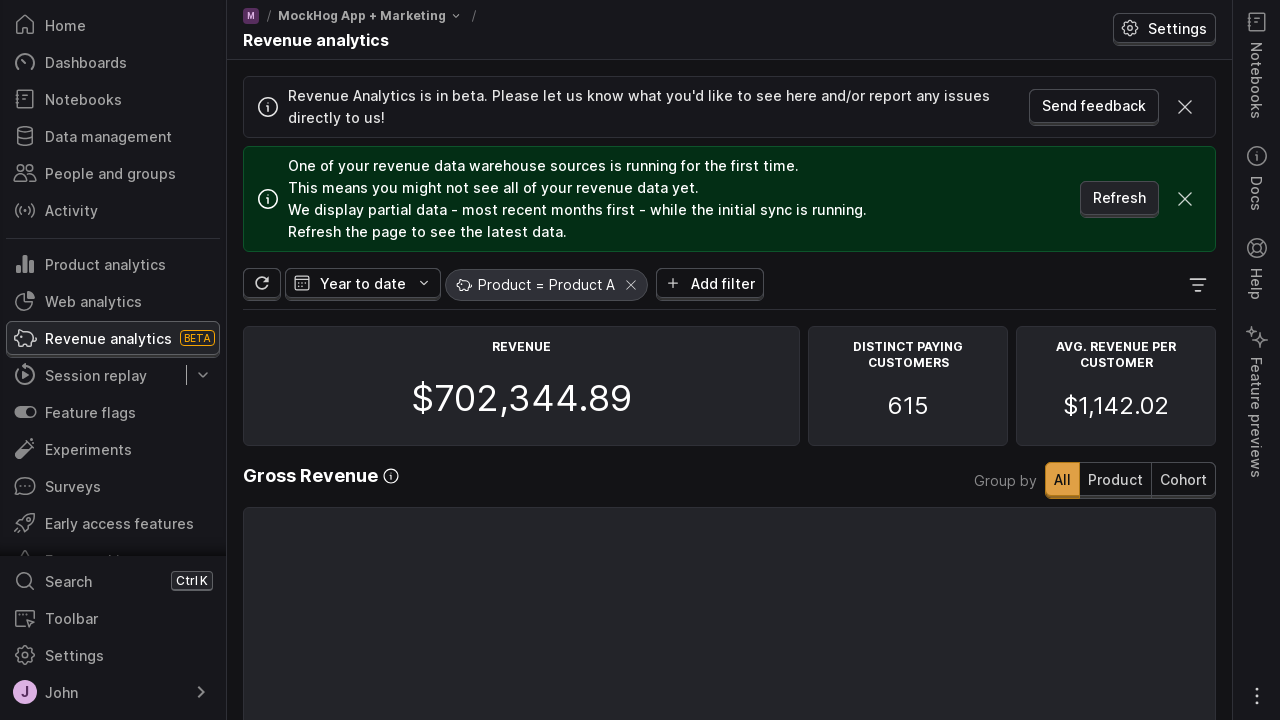 Home
Dashboards
Notebooks
Data management
People and groups
Activity
Product analytics
Web analytics
Revenue analytics BETA
Session replay
Feature flags
Experiments
Surveys
Early access features
Search Ctrl K
Toolbar
Settings
J John
M / MockHog App + Marketing /
Revenue analytics
Settings
Revenue Analytics is in beta. Please let us know what you'd like to see here and/or report any issues
directly to us!
Send feedback
One of your revenue data warehouse sources is running for the first time.
This means you might not see all of your revenue data yet.
We display partial data - most recent months first - while the initial sync is running.
Refresh the page to see the latest data.
Refresh
Year to date Product = Product A Add filter
REVENUE
$702,344.89
DISTINCT PAYING
CUSTOMERS
615
AVG. REVENUE PER
CUSTOMER
$1,142.02
Gross Revenue
Group by All Product Cohort
Notebooks
Docs
Help
Feature previews